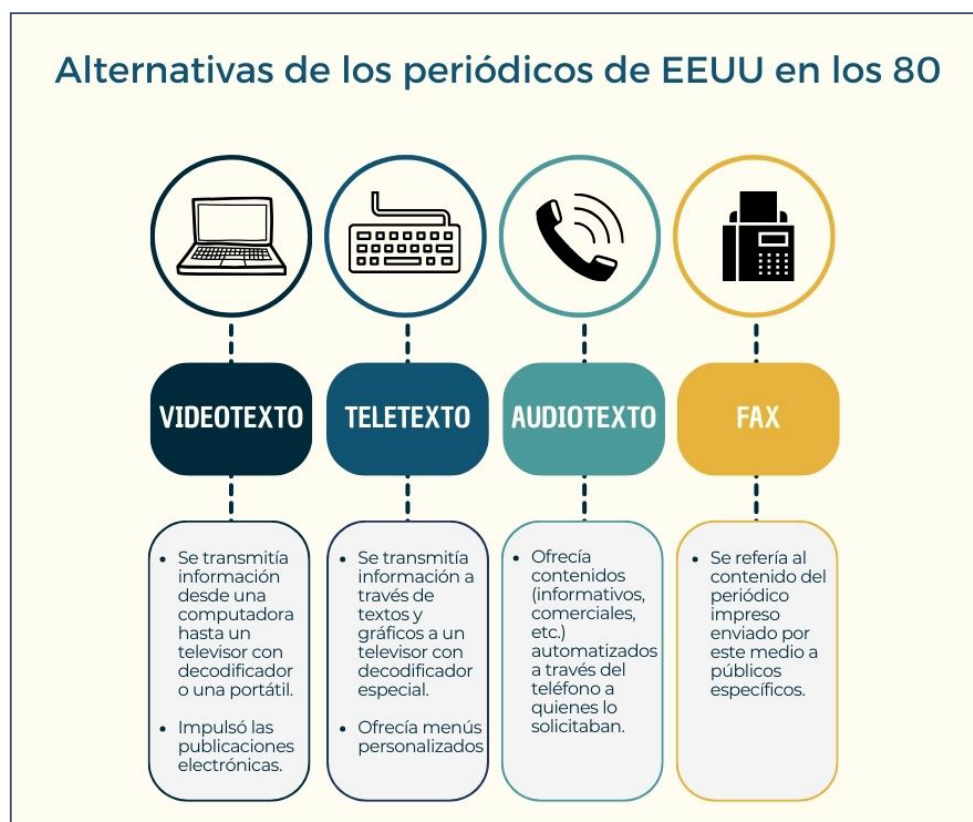 Alternativas de los periódicos de EEUU en los 80
VIDEOTEXTO
TELETEXTO
AUDIOTEXTO
FAX
• Se transmitía
información
desde una
computadora
hasta un
televisor con
decodificador
o una portátil.
• Impulsó las
publicaciones
electrónicas.
• Se transmitía
información a
través de
textos y
gráficos a un
televisor con
decodificador
especial.
• Ofrecía menús
personalizados
• Ofrecía
contenidos
(informativos,
comerciales,
etc.)
automatizados
a través del
teléfono a
quienes lo
solicitaban.
• Se refería al
contenido del
periódico
impreso
enviado por
este medio a
públicos
específicos.